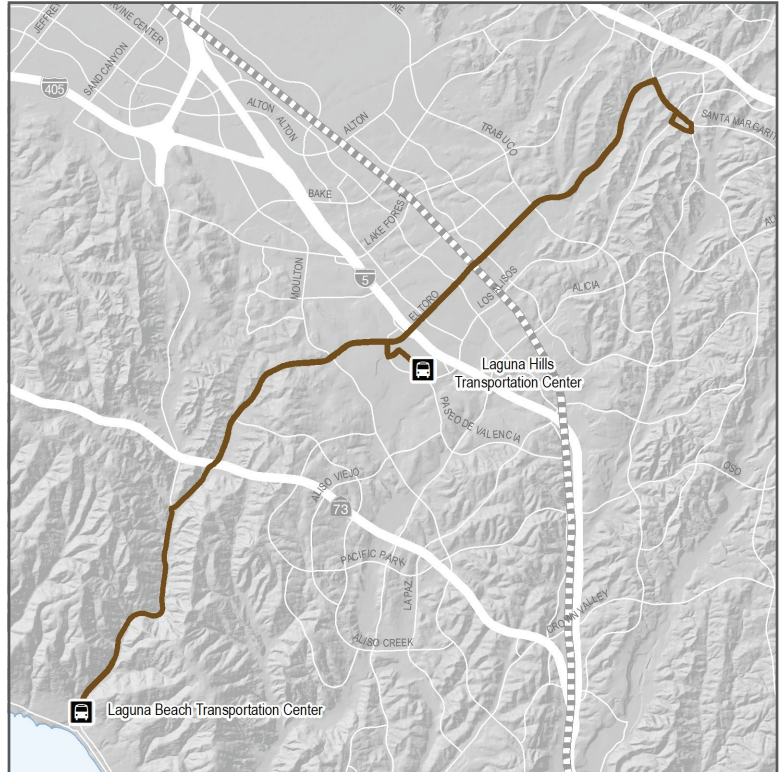 JEFFREY
IRVINE CENTER
SAND CANYON
405
ALTON
ALTON
ALTON
TRABUCO
SANTA MARGARIT
BAKE
LAKE FOREST
MOULTON
5
EL TORO
LOS ALISOS
ALICIA
Laguna Hills
Transportation Center
PASEO DE VALENCIA
ALISO VIEJO
73
OSO
PACIFIC PARK
LA PAZ
CROWN VALLEY
ALISO CREEK
Laguna Beach Transportation Center